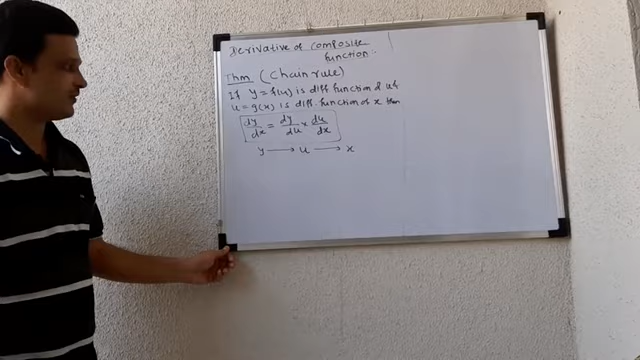 Derivative of composite
function :-
Thm (Chain rule)
If y = f(u) is diff function of u &
u = g(x) is diff. function of x then
dy/dx = dy/du × du/dx
y ⟶ u ⟶ x